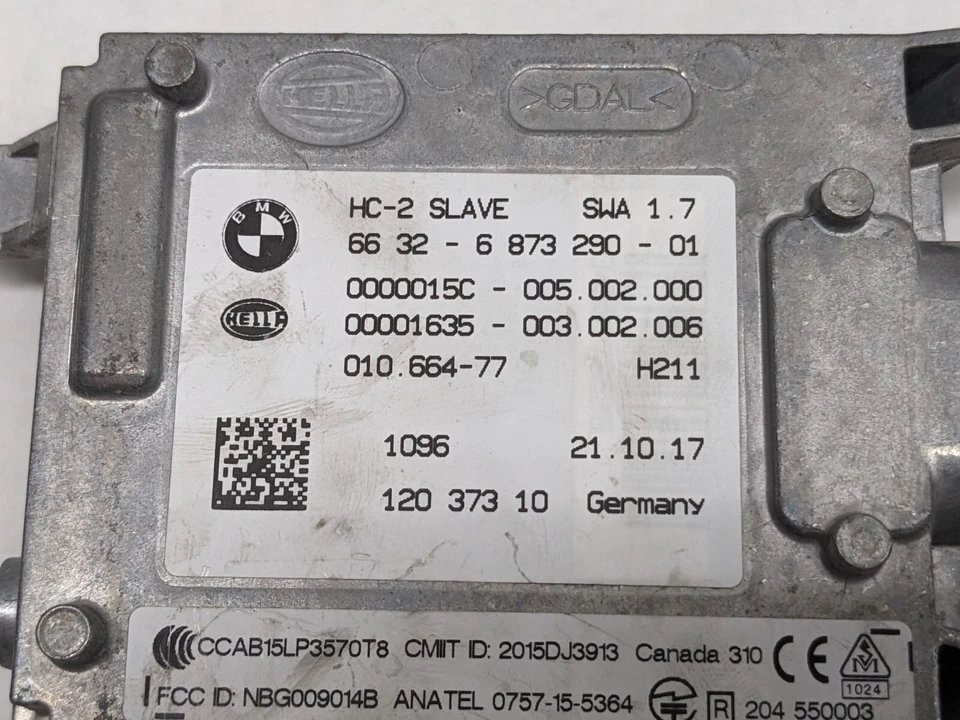 HELLA >GDAL<
BMW HC-2 SLAVE SWA 1.7
66 32 - 6 873 290 - 01
0000015C - 005.002.000
HELLA 00001635 - 003.002.006
010.664-77 H211
1096 21.10.17
120 373 10 Germany
CCAB15LP3570T8 CMIIT ID: 2015DJ3913 Canada 310 CE
1024
FCC ID: NBG009014B ANATEL 0757-15-5364 R 204 550003